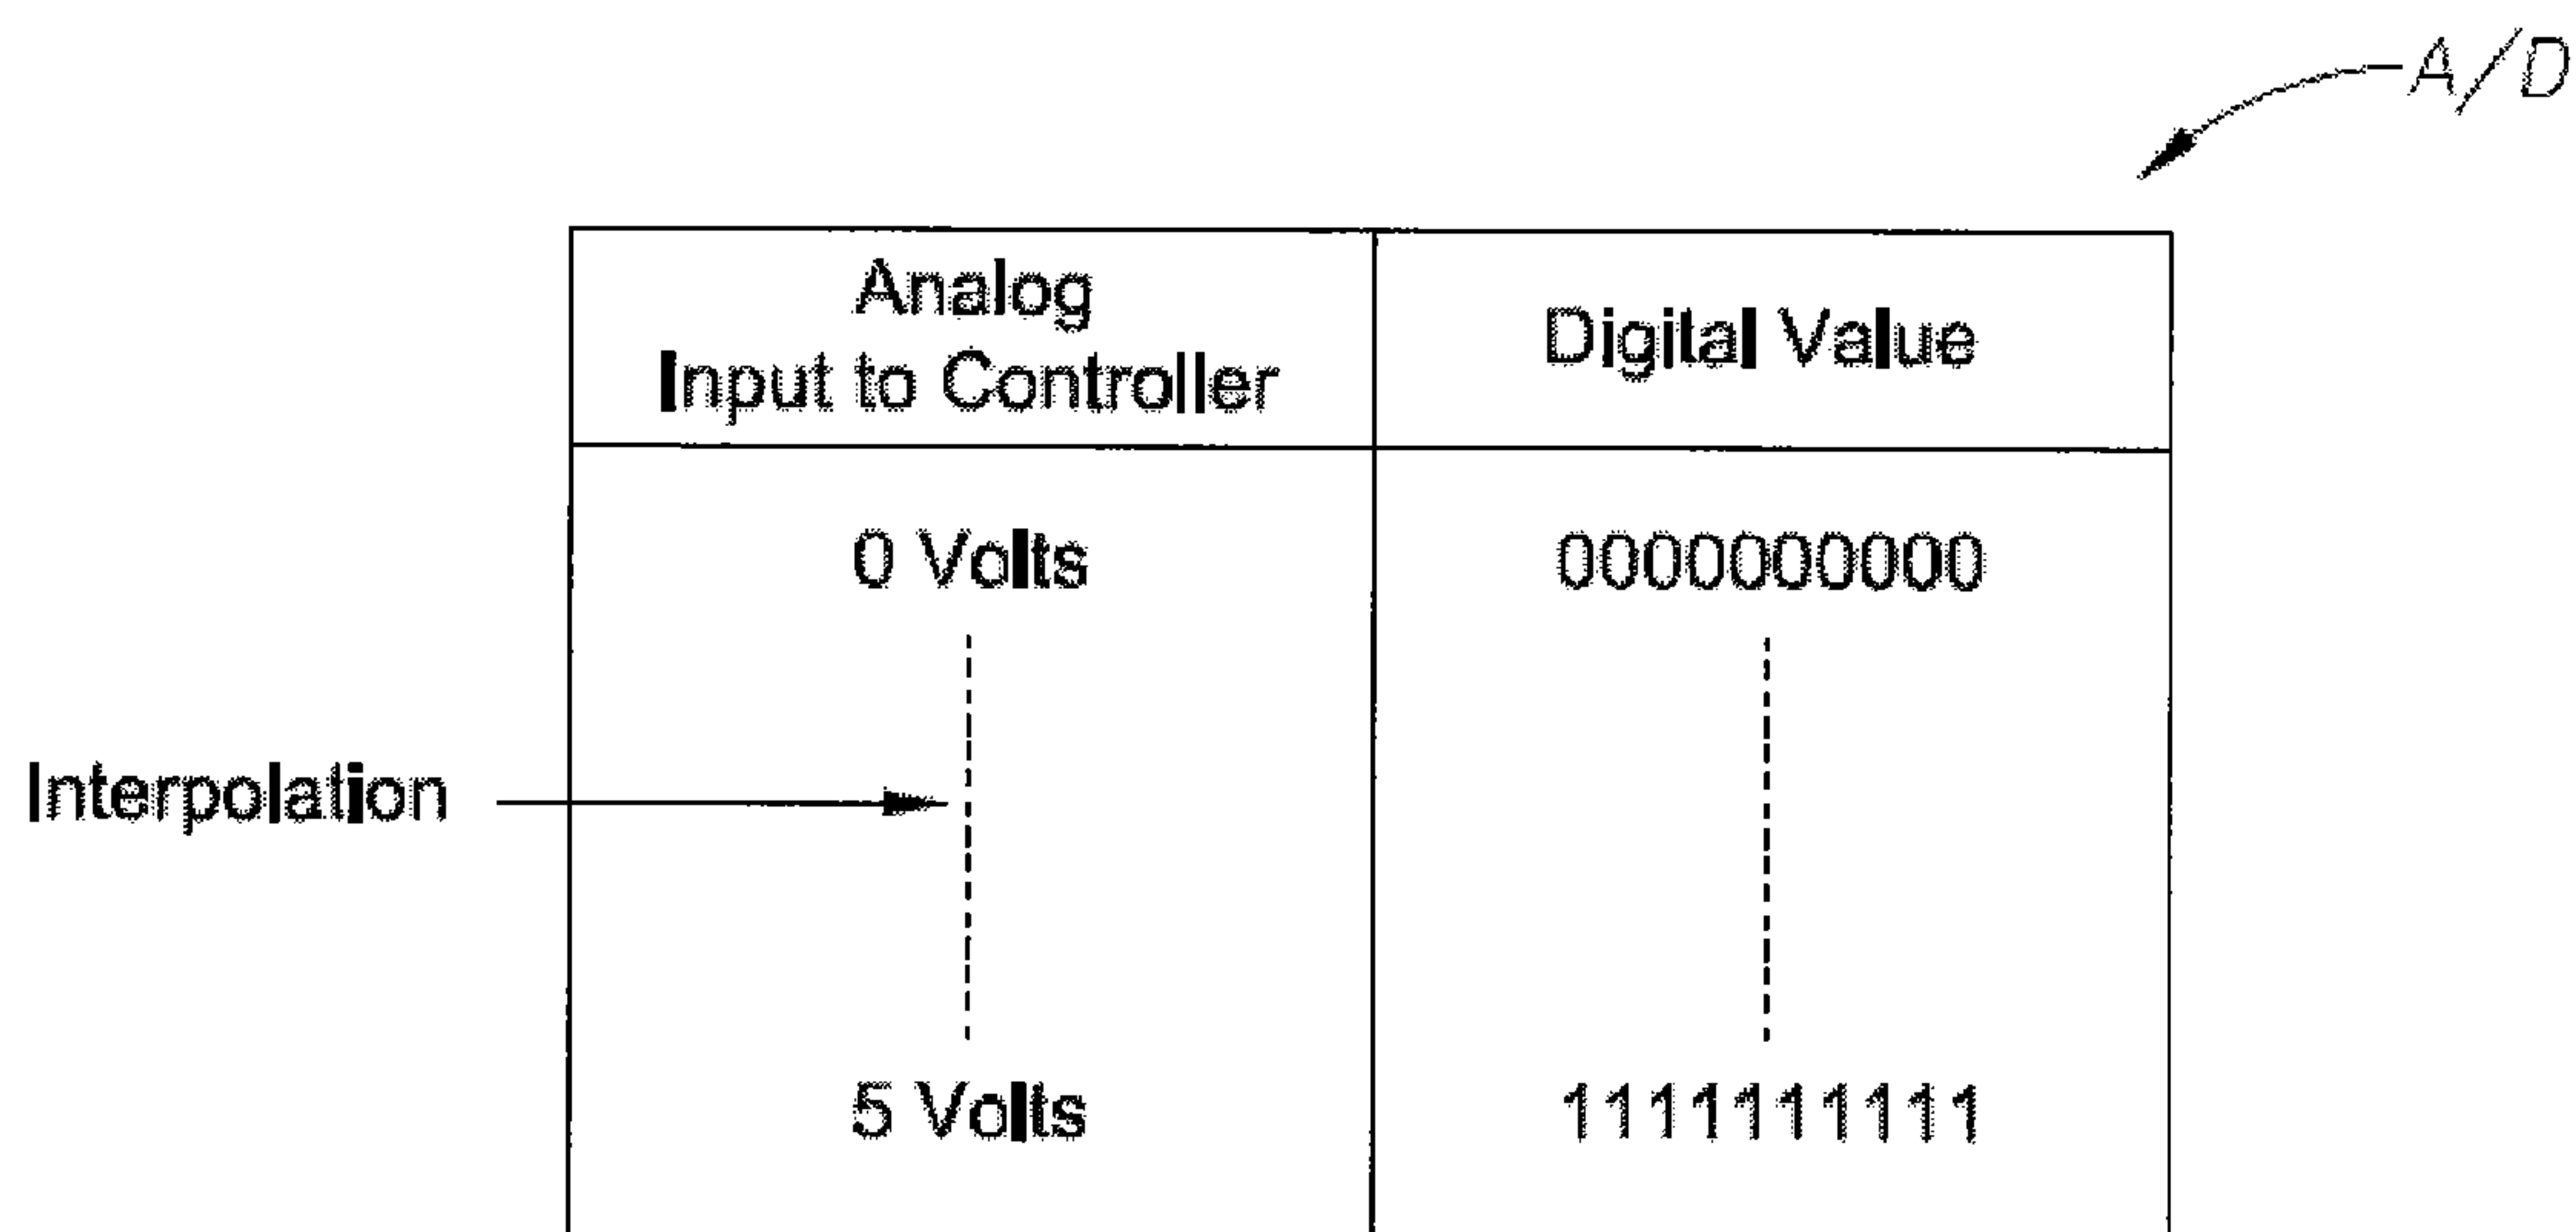 A/D
Analog
Input to Controller
Digital Value
0 Volts
0000000000
Interpolation
5 Volts
1111111111